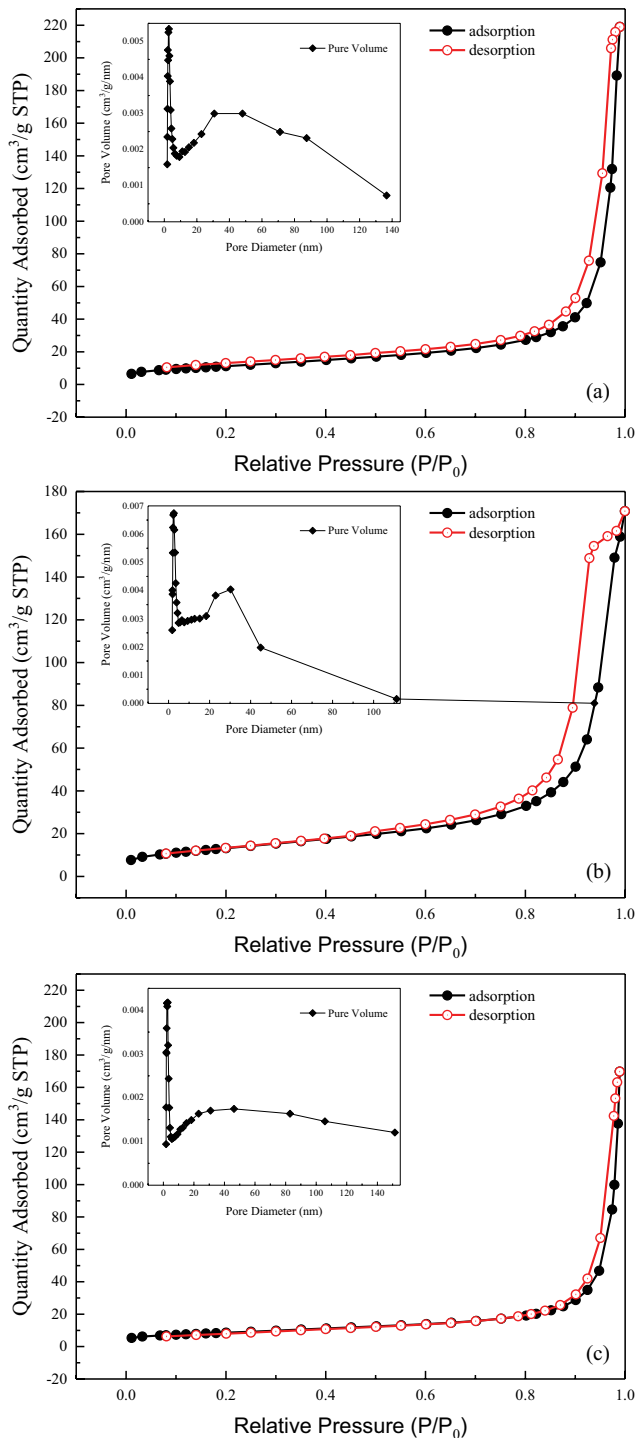 220
200
180
160
140
120
100
80
60
40
20
0
-20
Quantity Adsorbed (cm³/g STP)
0.005
0.004
0.003
0.002
0.001
0.000
Pore Volume (cm³/g/nm)
Pure Volume
0 20 40 60 80 100 120 140
Pore Diameter (nm)
adsorption
desorption
(a)
0.0 0.2 0.4 0.6 0.8 1.0
Relative Pressure (P/P₀)
180
160
140
120
100
80
60
40
20
0
Quantity Adsorbed (cm³/g STP)
0.007
0.006
0.005
0.004
0.003
0.002
0.001
0.000
Pore Volume (cm³/g/nm)
Pure Volume
0 20 40 60 80 100
Pore Diameter (nm)
adsorption
desorption
(b)
0.0 0.2 0.4 0.6 0.8 1.0
Relative Pressure (P/P₀)
220
200
180
160
140
120
100
80
60
40
20
0
-20
Quantity Adsorbed (cm³/g STP)
0.004
0.003
0.002
0.001
0.000
Pore Volume (cm³/g/nm)
Pure Volume
0 20 40 60 80 100 120 140
Pore Diameter (nm)
adsorption
desorption
(c)
0.0 0.2 0.4 0.6 0.8 1.0
Relative Pressure (P/P₀)